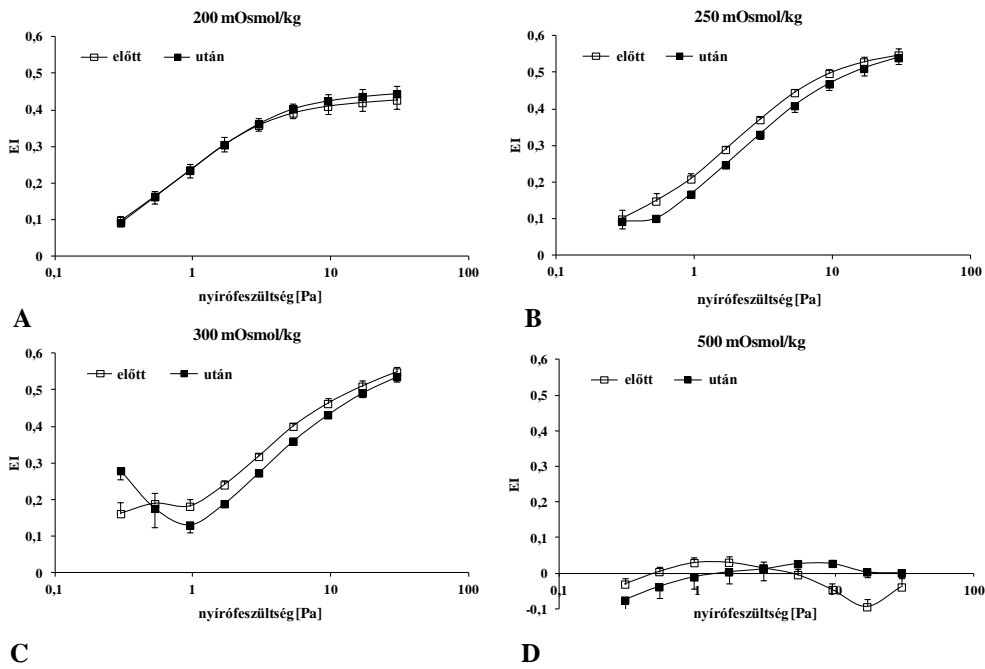 200 mOsmol/kg
0,6
0,5
0,4
0,3
0,2
0,1
0
EI
előtt
után
0,1
1
10
100
nyírófeszültség [Pa]
A
250 mOsmol/kg
0,6
0,5
0,4
0,3
0,2
0,1
0
EI
előtt
után
0,1
1
10
100
nyírófeszültség [Pa]
B
300 mOsmol/kg
0,6
0,5
0,4
0,3
0,2
0,1
0
EI
előtt
után
0,1
1
10
100
nyírófeszültség [Pa]
C
500 mOsmol/kg
0,6
0,5
0,4
0,3
0,2
0,1
0
-0,1
EI
előtt
után
0,1
1
10
100
nyírófeszültség [Pa]
D